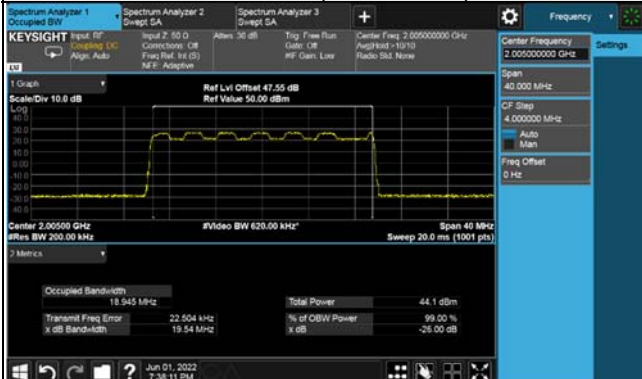 Spectrum Analyzer 1
Occupied BW
Spectrum Analyzer 2
Swept SA
Spectrum Analyzer 3
Swept SA
+
Frequency
KEYSIGHT
Input: RF
Coupling: DC
Align: Auto
Input Z: 50 Ω
Corrections: Off
Freq Ref: Int (S)
NFE: Adaptive
Atten: 36 dB
Trig: Free Run
Gate: Off
#IF Gain: Low
Center Freq: 2.005000000 GHz
Avg|Hold:>10/10
Radio Std: None
Center Frequency
2.005000000 GHz
Settings
Span
40.000 MHz
CF Step
4.000000 MHz
Auto
Man
Freq Offset
0 Hz
1 Graph
Scale/Div 10.0 dB
Ref Lvl Offset 47.55 dB
Ref Value 50.00 dBm
Log
40.0
30.0
20.0
10.0
0.00
-10.0
-20.0
-30.0
-40.0
Center 2.00500 GHz
#Res BW 200.00 kHz
#Video BW 620.00 kHz*
Span 40 MHz
Sweep 20.0 ms (1001 pts)
2 Metrics
Occupied Bandwidth
18.945 MHz
Total Power 44.1 dBm
Transmit Freq Error 22.504 kHz
% of OBW Power 99.00 %
x dB Bandwidth 19.54 MHz
x dB -26.00 dB
?
Jun 01, 2022
7:38:11 PM